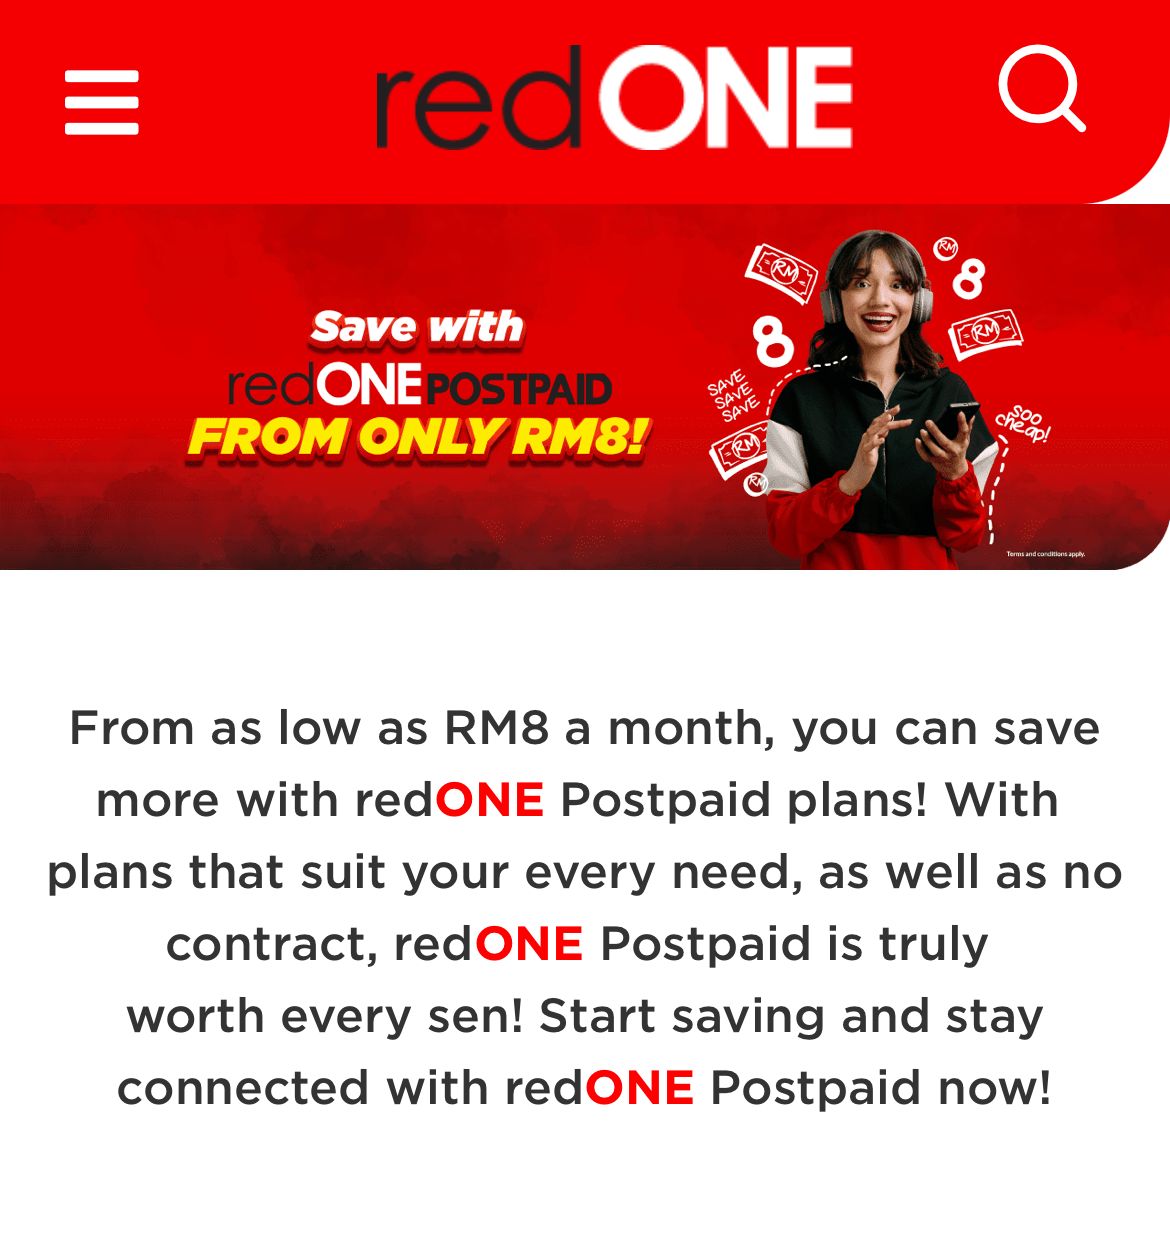 redONE
Save with
redONE POSTPAID
FROM ONLY RM8!
RM
RM
8
8
RM
SAVE
SAVE
SAVE
soo
cheap!
RM
RM
Terms and conditions apply.
From as low as RM8 a month, you can save
more with redONE Postpaid plans! With
plans that suit your every need, as well as no
contract, redONE Postpaid is truly
worth every sen! Start saving and stay
connected with redONE Postpaid now!